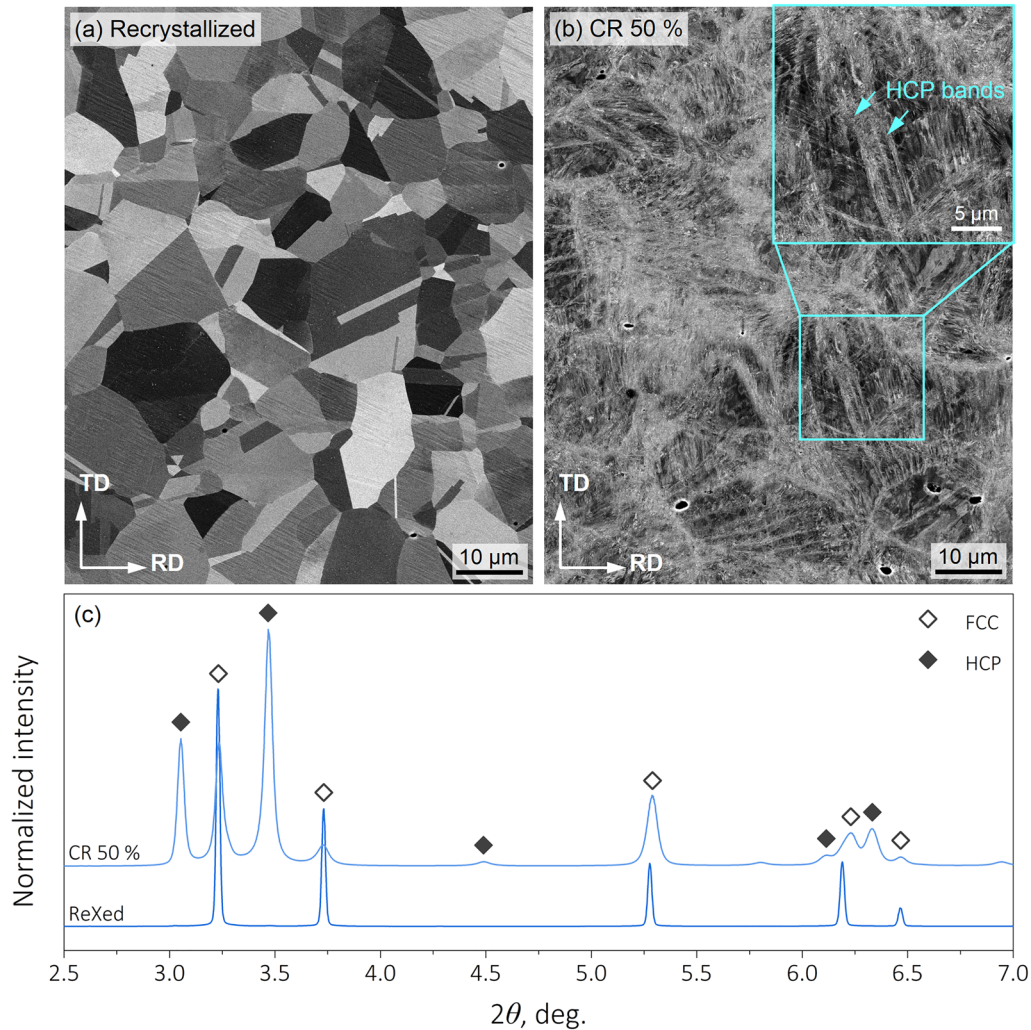 (a) Recrystallized
TD
RD
10 μm
(b) CR 50 %
HCP bands
5 μm
TD
RD
10 μm
(c)
FCC
HCP
CR 50 %
ReXed
Normalized intensity
2.5 3.0 3.5 4.0 4.5 5.0 5.5 6.0 6.5 7.0
2θ, deg.